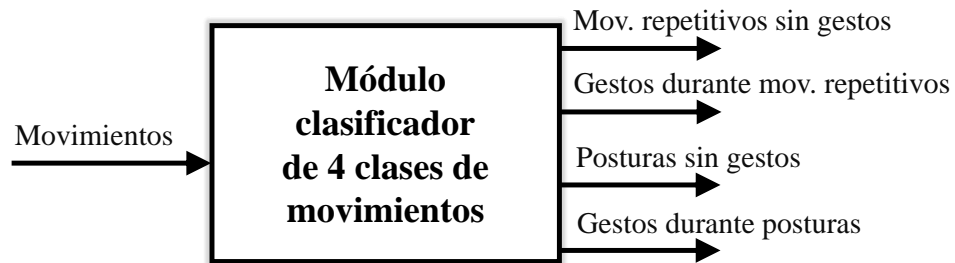 Movimientos
Módulo
clasificador
de 4 clases de
movimientos
Mov. repetitivos sin gestos
Gestos durante mov. repetitivos
Posturas sin gestos
Gestos durante posturas